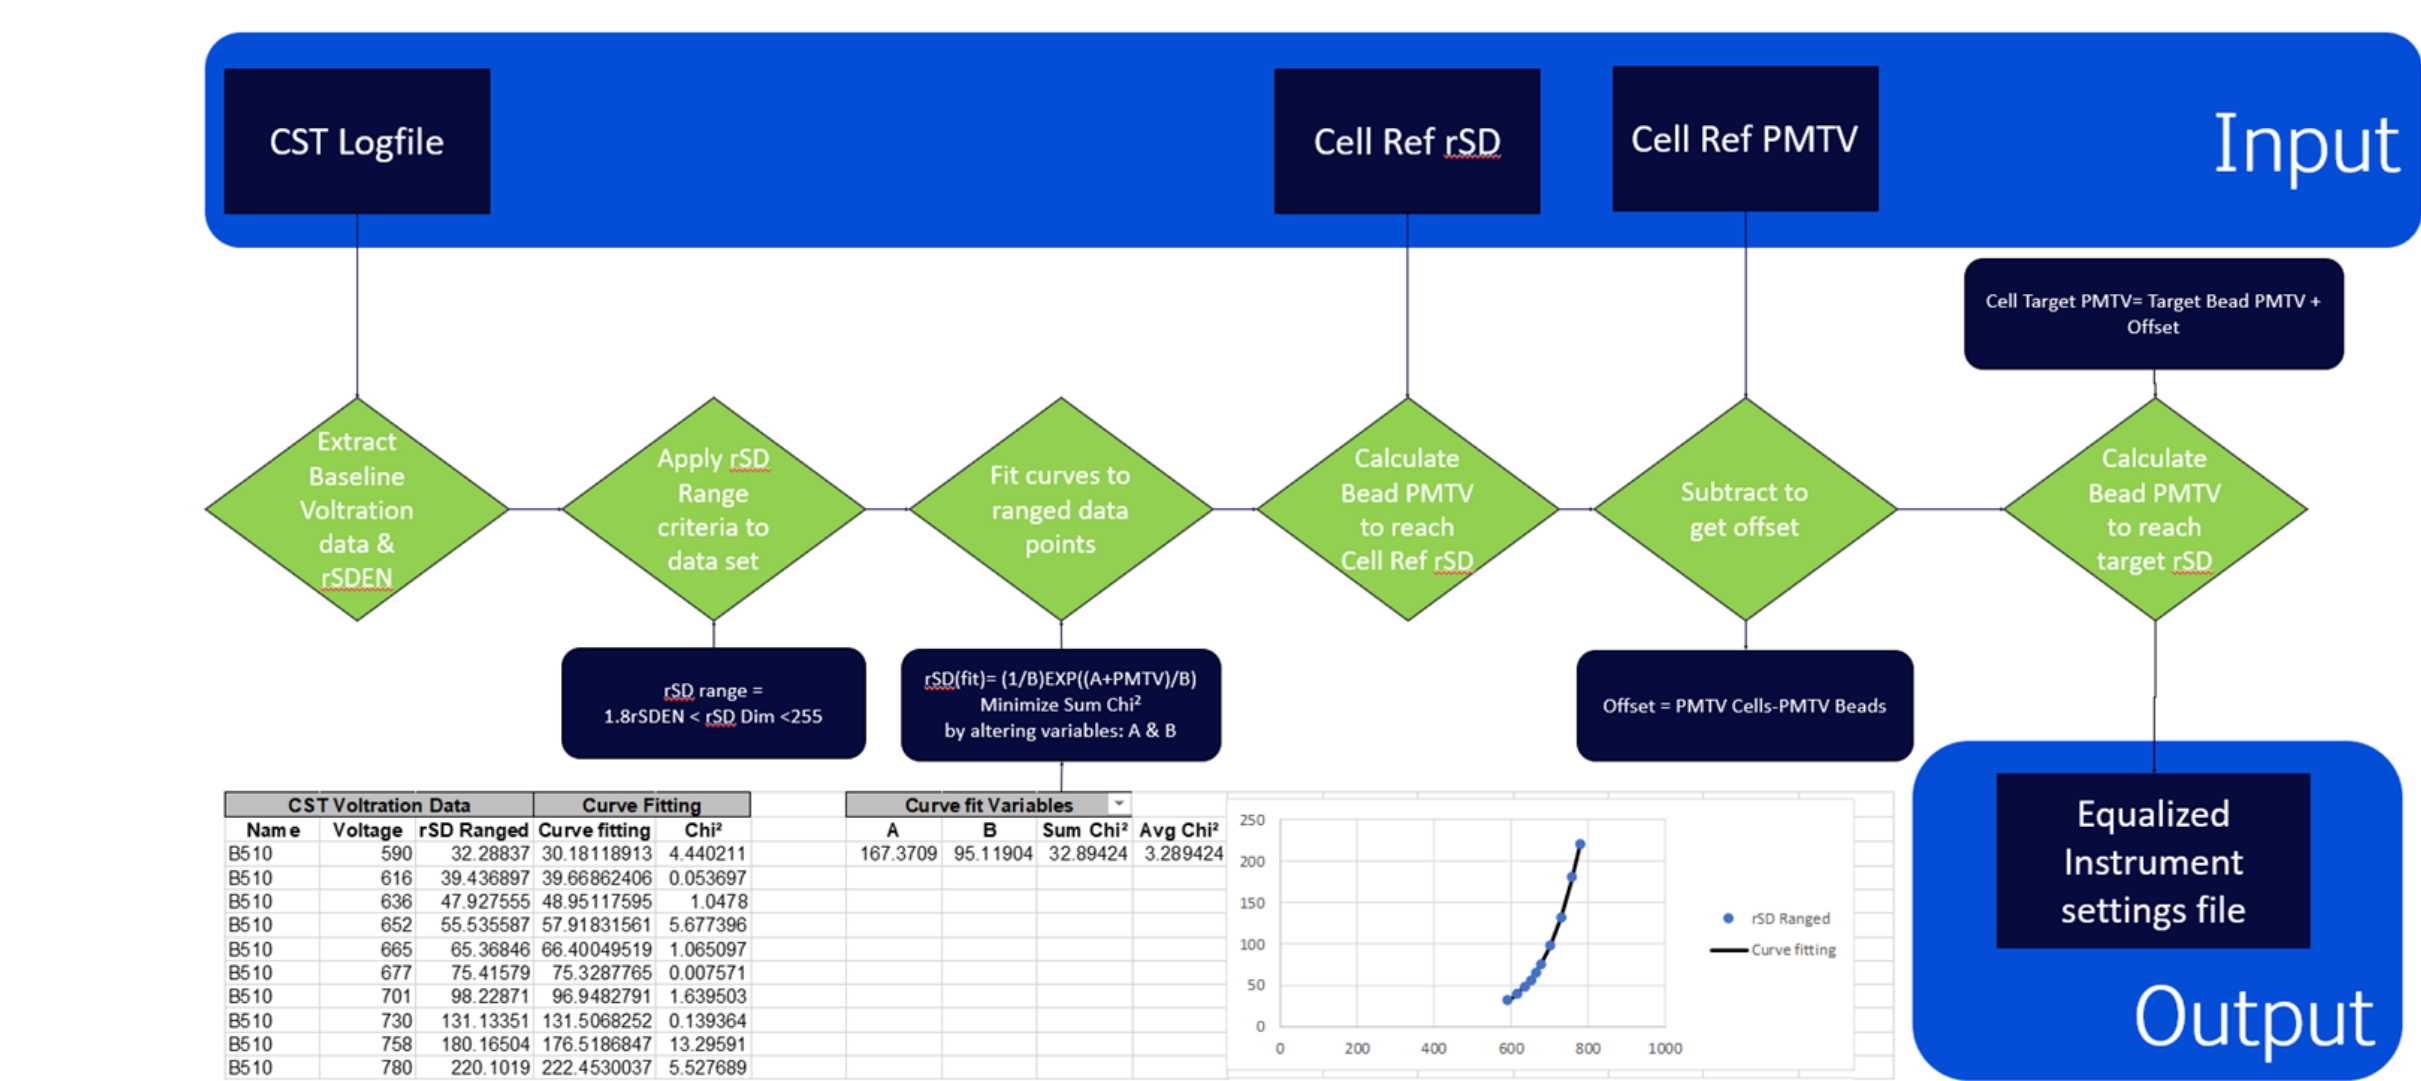 CST Logfile
Cell Ref rSD
Cell Ref PMTV
Input
Cell Target PMTV= Target Bead PMTV +
Offset
Extract
Baseline
Voltration
data &
rSDEN
Apply rSD
Range
criteria to
data set
Fit curves to
ranged data
points
Calculate
Bead PMTV
to reach
Cell Ref rSD
Subtract to
get offset
Calculate
Bead PMTV
to reach
target rSD
rSD range =
1.8rSDEN < rSD Dim <255
rSD(fit)= (1/B)EXP((A+PMTV)/B)
Minimize Sum Chi²
by altering variables: A & B
Offset = PMTV Cells-PMTV Beads
CST Voltration Data Curve Fitting
Name Voltage rSD Ranged Curve fitting Chi²
B510 590 32.28837 30.18118913 4.440211
B510 616 39.436897 39.66862406 0.053697
B510 636 47.927555 48.95117595 1.0478
B510 652 55.535587 57.91831561 5.677396
B510 665 65.36846 66.40049519 1.065097
B510 677 75.41579 75.3287765 0.007571
B510 701 98.22871 96.9482791 1.639503
B510 730 131.13351 131.5068252 0.139364
B510 758 180.16504 176.5186847 13.29591
B510 780 220.1019 222.4530037 5.527689
Curve fit Variables
A B Sum Chi² Avg Chi²
167.3709 95.11904 32.89424 3.289424
250
200
150
100
50
0
0 200 400 600 800 1000
rSD Ranged
Curve fitting
Equalized
Instrument
settings file
Output